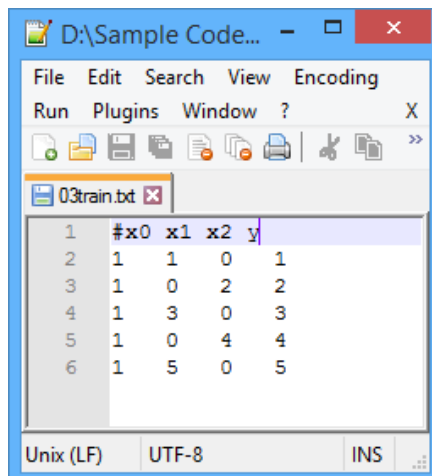 D:\Sample Code...
File Edit Search View Encoding
Run Plugins Window ? X
03train.txt
1 #x0 x1 x2 y
2 1 1 0 1
3 1 0 2 2
4 1 3 0 3
5 1 0 4 4
6 1 5 0 5
Unix (LF) UTF-8 INS